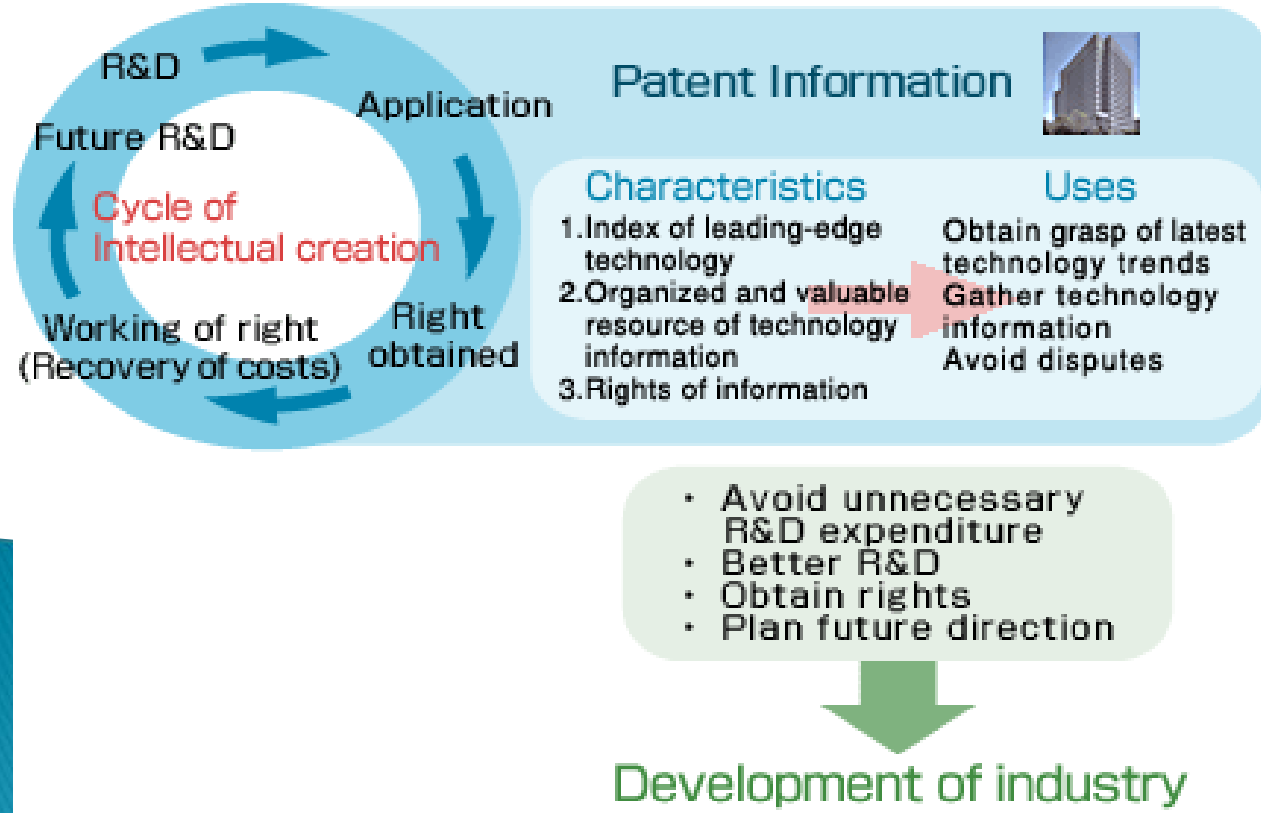 R&D
Application
Future R&D
Cycle of
Intellectual creation
Right
obtained
Working of right
(Recovery of costs)
Patent Information
Characteristics
1.Index of leading-edge
technology
2.Organized and valuable
resource of technology
information
3.Rights of information
Uses
Obtain grasp of latest
technology trends
Gather technology
information
Avoid disputes
• Avoid unnecessary
R&D expenditure
• Better R&D
• Obtain rights
• Plan future direction
Development of industry